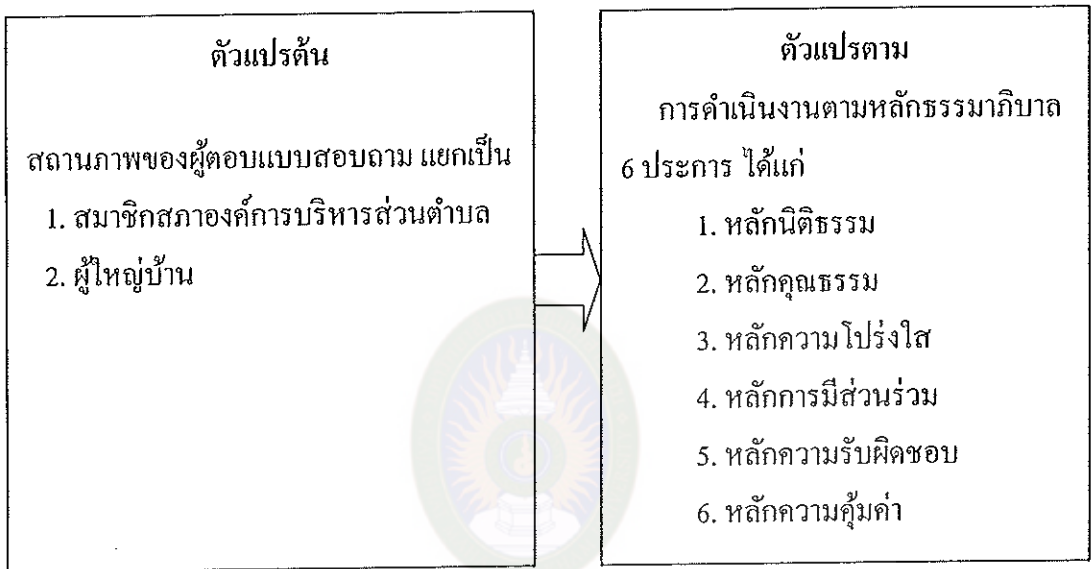 ตัวแปรต้น
สถานภาพของผู้ตอบแบบสอบถาม แยกเป็น
1. สมาชิกสภาองค์การบริหารส่วนตำบล
2. ผู้ใหญ่บ้าน
ตัวแปรตาม
การดำเนินงานตามหลักธรรมาภิบาล
6 ประการ ได้แก่
1. หลักนิติธรรม
2. หลักคุณธรรม
3. หลักความโปร่งใส
4. หลักการมีส่วนร่วม
5. หลักความรับผิดชอบ
6. หลักความคุ้มค่า